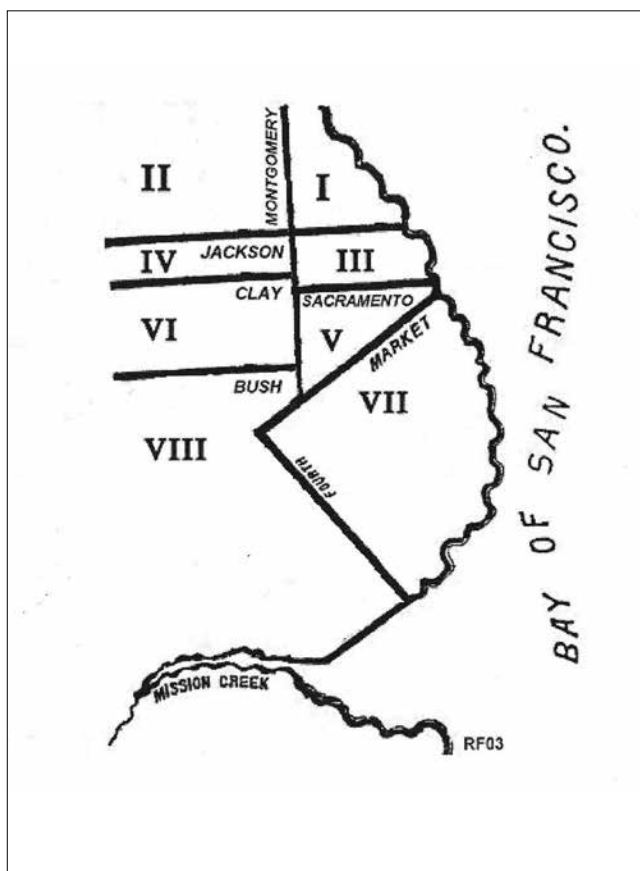 MONTGOMERY
II
I
BAY OF SAN FRANCISCO.
IV
JACKSON
III
CLAY
SACRAMENTO
VI
V
MARKET
BUSH
VII
VIII
FOURTH
MISSION CREEK
RF03